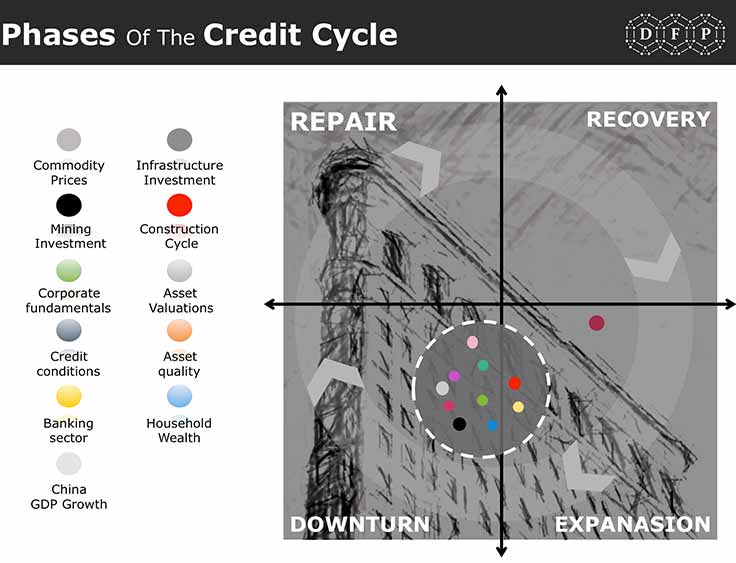 Phases Of The Credit Cycle
D F P
REPAIR
RECOVERY
Commodity
Prices
Infrastructure
Investment
Mining
Investment
Construction
Cycle
Corporate
fundamentals
Asset
Valuations
Credit
conditions
Asset
quality
Banking
sector
Household
Wealth
China
GDP Growth
DOWNTURN
EXPANASION